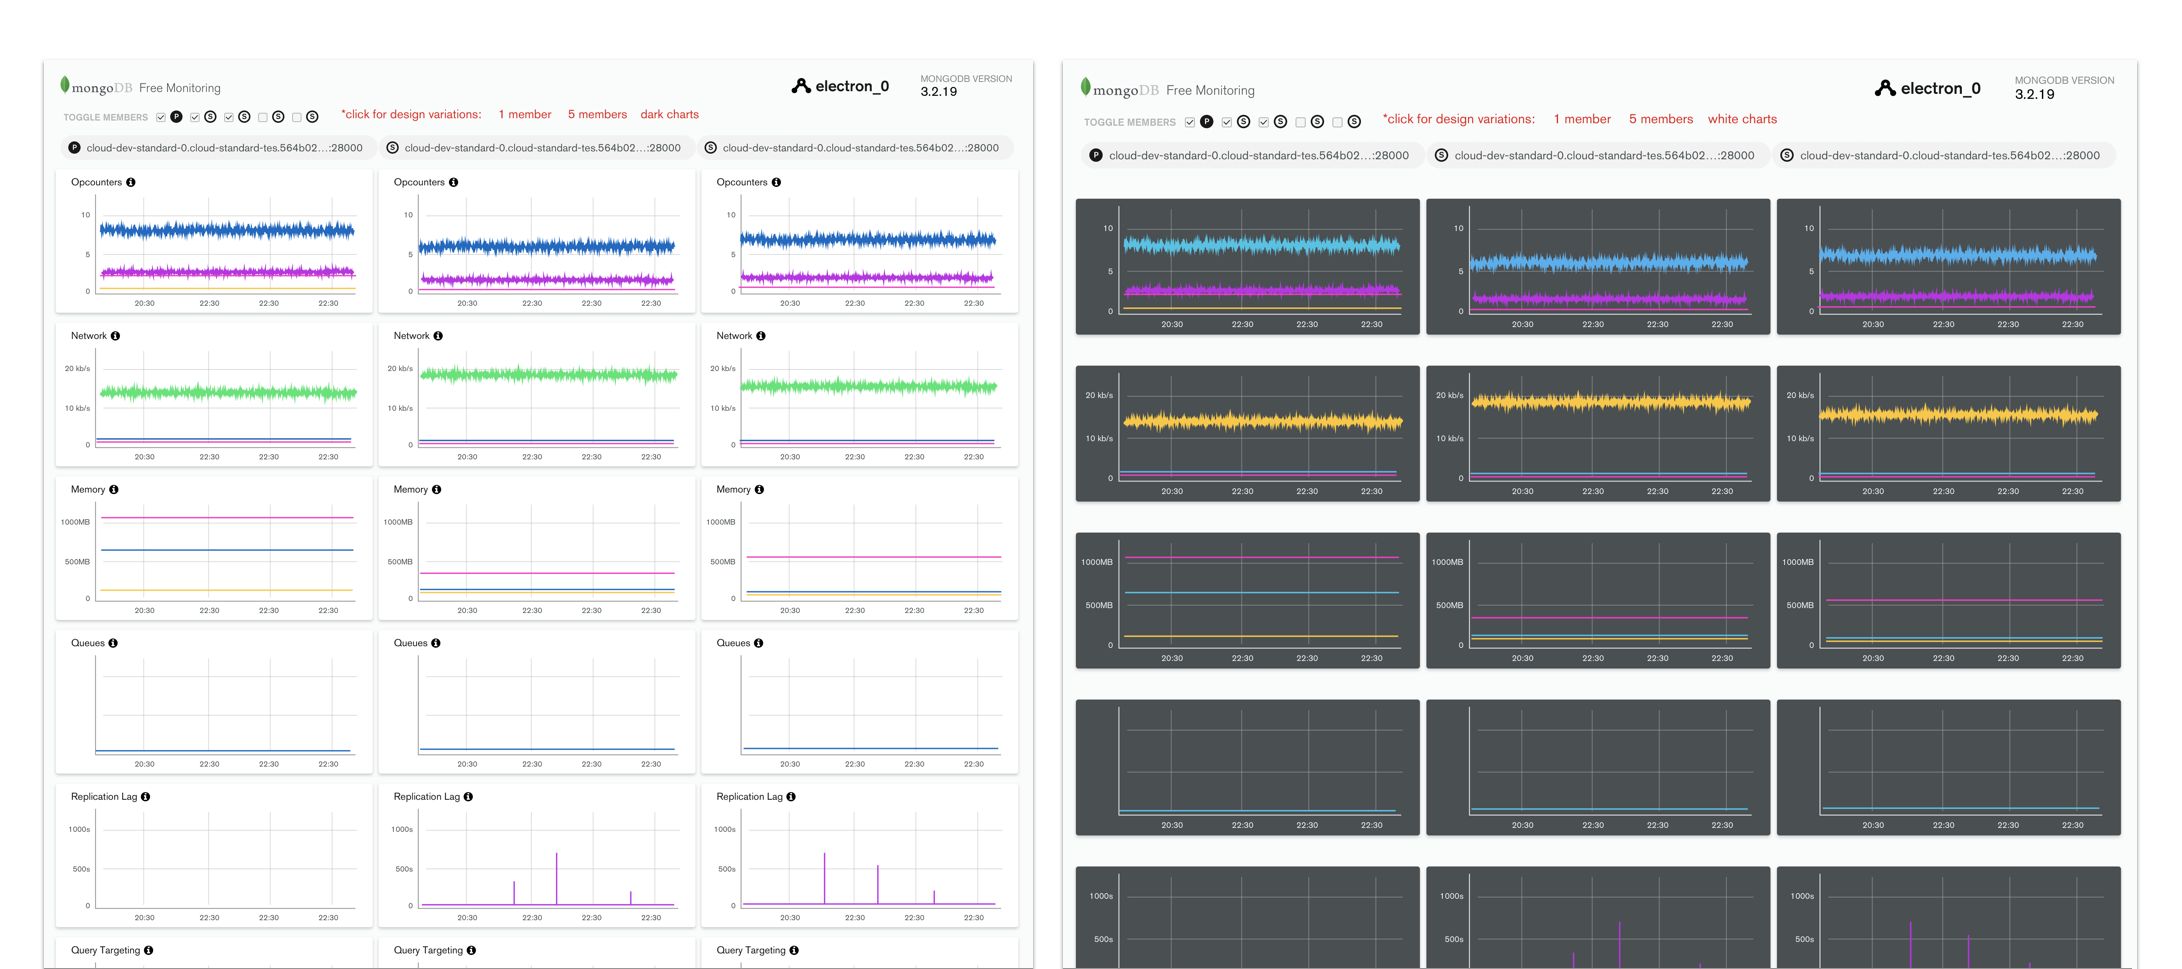 mongoDB Free Monitoring
electron_0
MONGODB VERSION
3.2.19
TOGGLE MEMBERS P S S S S
*click for design variations: 1 member 5 members dark charts
P cloud-dev-standard-0.cloud-standard-tes.564b02...:28000
S cloud-dev-standard-0.cloud-standard-tes.564b02...:28000
S cloud-dev-standard-0.cloud-standard-tes.564b02...:28000
Opcounters i
10
5
0
20:30 22:30 22:30 22:30
Opcounters i
10
5
0
20:30 22:30 22:30 22:30
Opcounters i
10
5
0
20:30 22:30 22:30 22:30
Network i
20 kb/s
10 kb/s
0
20:30 22:30 22:30 22:30
Network i
20 kb/s
10 kb/s
0
20:30 22:30 22:30 22:30
Network i
20 kb/s
10 kb/s
0
20:30 22:30 22:30 22:30
Memory i
1000MB
500MB
0
20:30 22:30 22:30 22:30
Memory i
1000MB
500MB
0
20:30 22:30 22:30 22:30
Memory i
1000MB
500MB
0
20:30 22:30 22:30 22:30
Queues i
20:30 22:30 22:30 22:30
Queues i
20:30 22:30 22:30 22:30
Queues i
20:30 22:30 22:30 22:30
Replication Lag i
1000s
500s
0
20:30 22:30 22:30 22:30
Replication Lag i
1000s
500s
0
20:30 22:30 22:30 22:30
Replication Lag i
1000s
500s
0
20:30 22:30 22:30 22:30
Query Targeting i
Query Targeting i
Query Targeting i
mongoDB Free Monitoring
electron_0
MONGODB VERSION
3.2.19
TOGGLE MEMBERS P S S S S
*click for design variations: 1 member 5 members white charts
P cloud-dev-standard-0.cloud-standard-tes.564b02...:28000
S cloud-dev-standard-0.cloud-standard-tes.564b02...:28000
S cloud-dev-standard-0.cloud-standard-tes.564b02...:28000
10
5
0
20:30 22:30 22:30 22:30
10
5
0
20:30 22:30 22:30 22:30
10
5
0
20:30 22:30 22:30 22:30
20 kb/s
10 kb/s
0
20:30 22:30 22:30 22:30
20 kb/s
10 kb/s
0
20:30 22:30 22:30 22:30
20 kb/s
10 kb/s
0
20:30 22:30 22:30 22:30
1000MB
500MB
0
20:30 22:30 22:30 22:30
1000MB
500MB
0
20:30 22:30 22:30 22:30
1000MB
500MB
0
20:30 22:30 22:30 22:30
20:30 22:30 22:30 22:30
20:30 22:30 22:30 22:30
20:30 22:30 22:30 22:30
1000s
500s
1000s
500s
1000s
500s